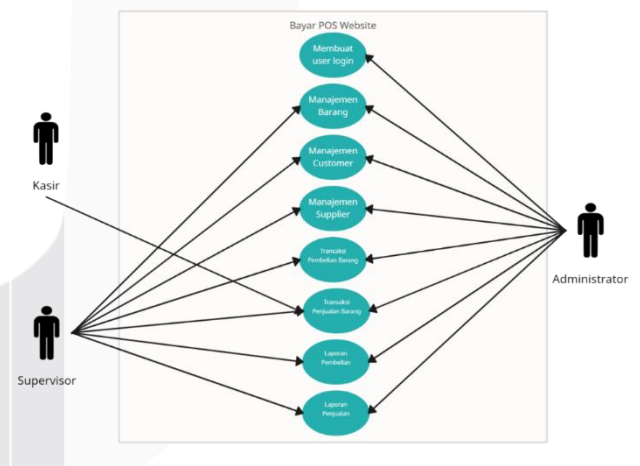 Bayar POS Website
Membuat
user login
Manajemen
Barang
Manajemen
Customer
Manajemen
Supplier
Transaksi
Pembelian Barang
Transaksi
Penjualan Barang
Laporan
Pembelian
Laporan
Penjualan
Kasir
Supervisor
Administrator